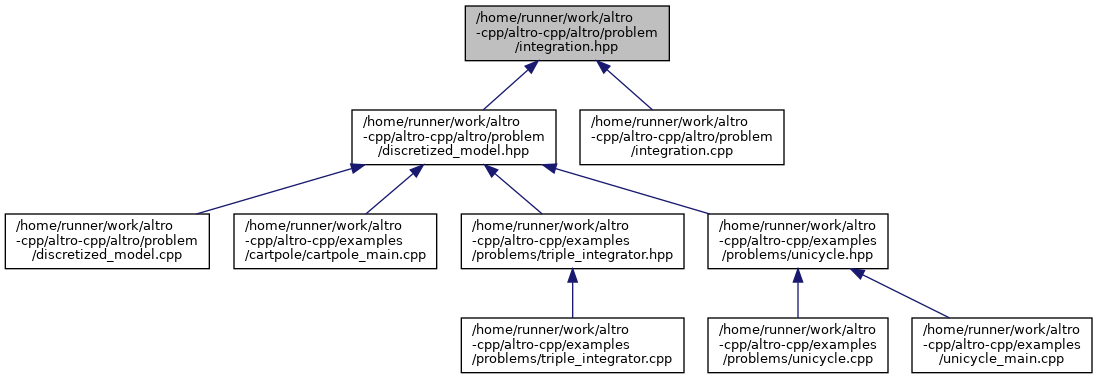 /home/runner/work/altro
-cpp/altro-cpp/altro/problem
/integration.hpp
/home/runner/work/altro
-cpp/altro-cpp/altro/problem
/discretized_model.hpp
/home/runner/work/altro
-cpp/altro-cpp/altro/problem
/integration.cpp
/home/runner/work/altro
-cpp/altro-cpp/altro/problem
/discretized_model.cpp
/home/runner/work/altro
-cpp/altro-cpp/examples
/cartpole/cartpole_main.cpp
/home/runner/work/altro
-cpp/altro-cpp/examples
/problems/triple_integrator.hpp
/home/runner/work/altro
-cpp/altro-cpp/examples
/problems/unicycle.hpp
/home/runner/work/altro
-cpp/altro-cpp/examples
/problems/triple_integrator.cpp
/home/runner/work/altro
-cpp/altro-cpp/examples
/problems/unicycle.cpp
/home/runner/work/altro
-cpp/altro-cpp/examples
/unicycle_main.cpp